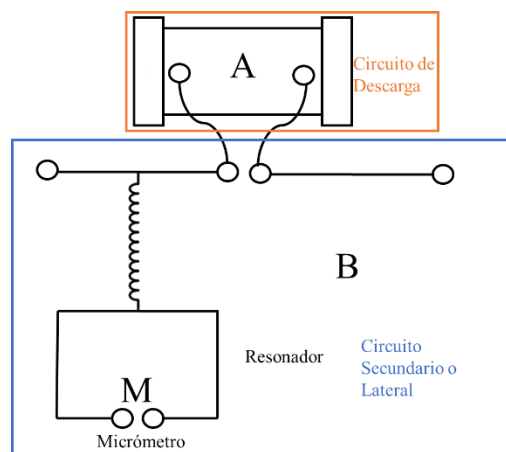 A
Circuito de
Descarga
B
Resonador
Circuito
Secundario o
Lateral
M
Micrómetro